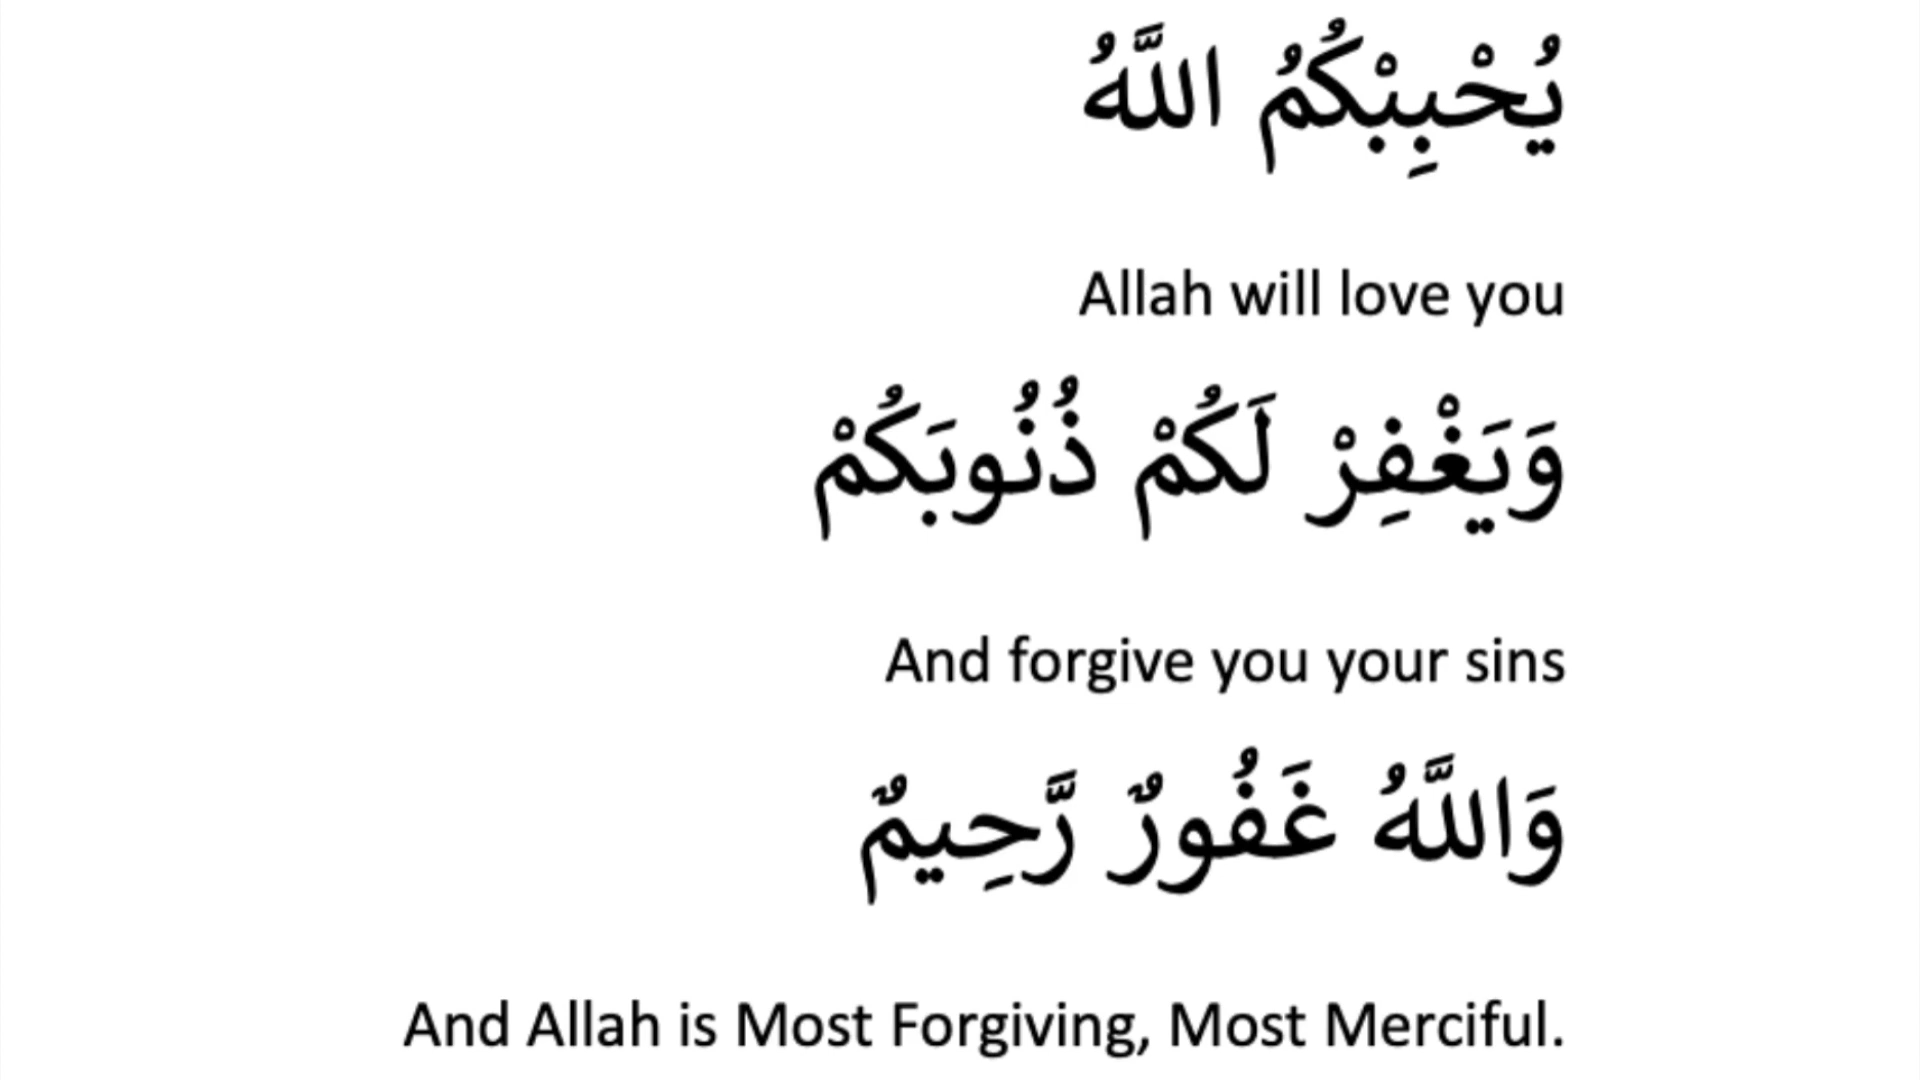 يُحْبِبْكُمُ اللَّهُ
Allah will love you
وَيَغْفِرْ لَكُمْ ذُنُوبَكُمْ
And forgive you your sins
وَاللَّهُ غَفُورٌ رَّحِيمٌ
And Allah is Most Forgiving, Most Merciful.